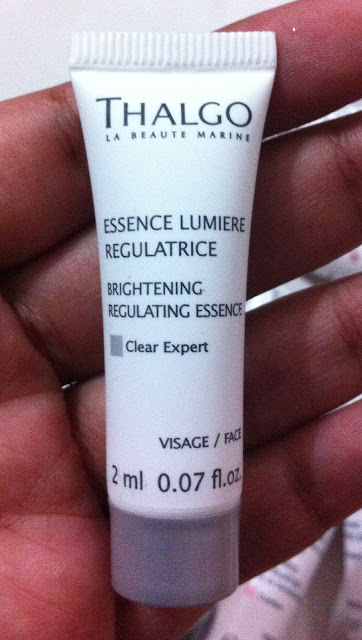 THALGO
LA BEAUTE MARINE
ESSENCE LUMIERE
REGULATRICE
BRIGHTENING
REGULATING ESSENCE
Clear Expert
VISAGE / FACE
2 ml 0.07 fl.oz.